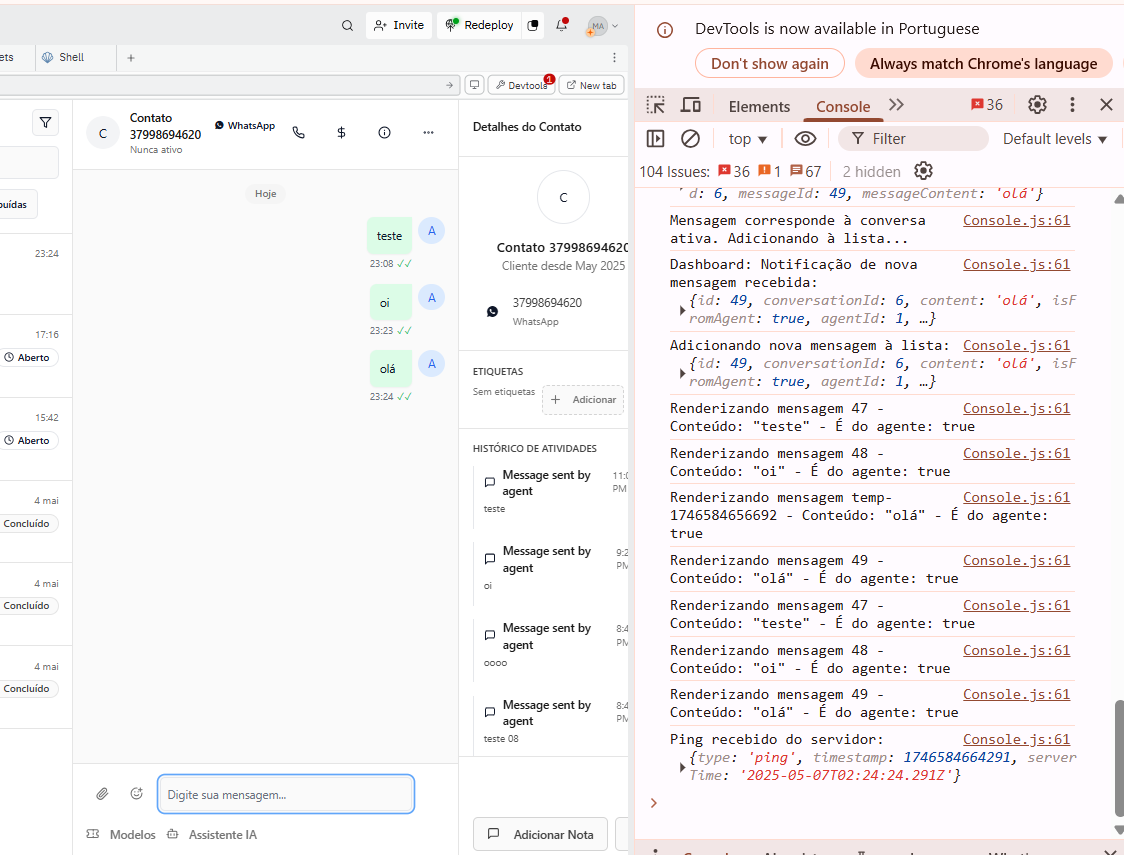 Invite
Redeploy
MA
ets
Shell
Devtools
1
New tab
buídas
23:24
17:16
Aberto
15:42
Aberto
4 mai
Concluído
4 mai
Concluído
4 mai
Concluído
C
Contato
37998694620
Nunca ativo
WhatsApp
Hoje
teste
A
23:08
oi
A
23:23
olá
A
23:24
Digite sua mensagem...
Modelos
Assistente IA
Detalhes do Contato
C
Contato 37998694620
Cliente desde May 2025
37998694620
WhatsApp
ETIQUETAS
Sem etiquetas
Adicionar
HISTÓRICO DE ATIVIDADES
Message sent by
agent
11:0
PM
teste
Message sent by
agent
9:2
PM
oi
Message sent by
agent
8:4
PM
oooo
Message sent by
agent
8:4
PM
teste 08
Adicionar Nota
DevTools is now available in Portuguese
Don't show again
Always match Chrome's language
Elements
Console
36
top
Filter
Default levels
104 Issues:
36
1
67
2 hidden
d: 6, messageId: 49, messageContent: 'olá'}
Mensagem corresponde à conversa
ativa. Adicionando à lista...
Console.js:61
Dashboard: Notificação de nova
mensagem recebida:
Console.js:61
{id: 49, conversationId: 6, content: 'olá', isF
romAgent: true, agentId: 1, …}
Adicionando nova mensagem à lista:
Console.js:61
{id: 49, conversationId: 6, content: 'olá', isF
romAgent: true, agentId: 1, …}
Renderizando mensagem 47 -
Conteúdo: "teste" - É do agente: true
Console.js:61
Renderizando mensagem 48 -
Conteúdo: "oi" - É do agente: true
Console.js:61
Renderizando mensagem temp-
1746584656692 - Conteúdo: "olá" - É do agente:
true
Console.js:61
Renderizando mensagem 49 -
Conteúdo: "olá" - É do agente: true
Console.js:61
Renderizando mensagem 47 -
Conteúdo: "teste" - É do agente: true
Console.js:61
Renderizando mensagem 48 -
Conteúdo: "oi" - É do agente: true
Console.js:61
Renderizando mensagem 49 -
Conteúdo: "olá" - É do agente: true
Console.js:61
Ping recebido do servidor:
Console.js:61
{type: 'ping', timestamp: 1746584664291, server
Time: '2025-05-07T02:24:24.291Z'}